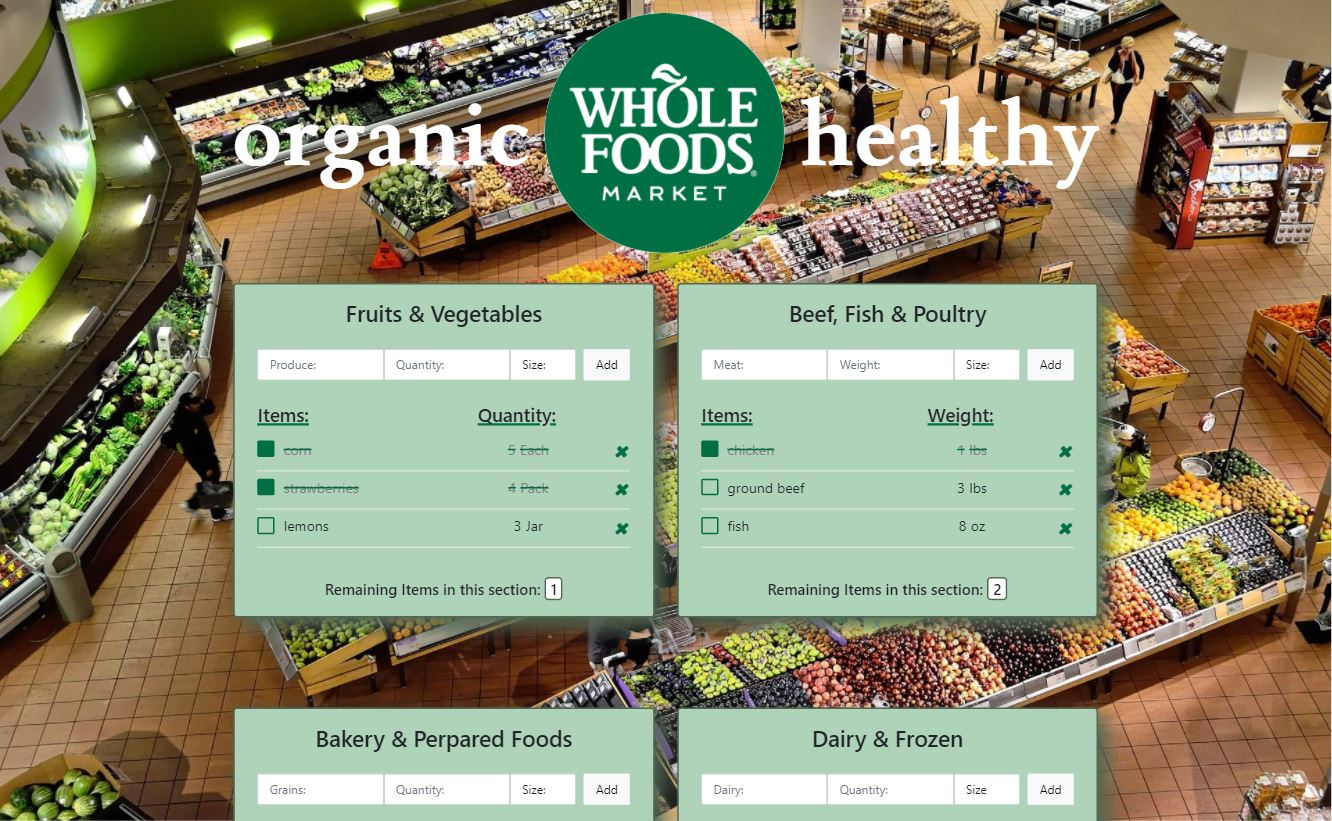 organic
WHOLE
FOODS®
MARKET
healthy
Fruits & Vegetables
Produce: Quantity: Size: Add
Items: Quantity:
corn 5 Each ✖
strawberries 4 Pack ✖
lemons 3 Jar ✖
Remaining Items in this section: 1
Beef, Fish & Poultry
Meat: Weight: Size: Add
Items: Weight:
chicken 1 lbs ✖
ground beef 3 lbs ✖
fish 8 oz ✖
Remaining Items in this section: 2
Bakery & Perpared Foods
Grains: Quantity: Size: Add
Dairy & Frozen
Dairy: Quantity: Size Add